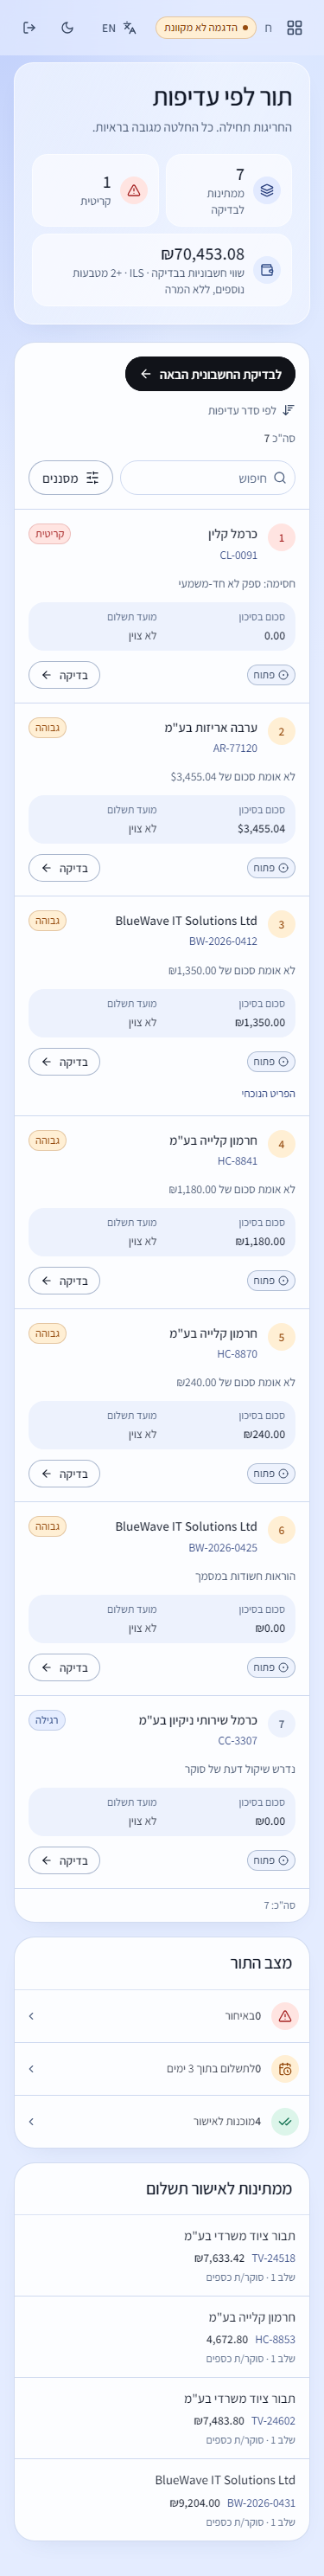 ח
הדגמה לא מקוונת
EN
תור לפי עדיפות
החריגות תחילה. כל החלטה מגובה בראיות.
7
ממתינות לבדיקה
1
קריטית
₪70,453.08
שווי חשבוניות בבדיקה · ILS · +2 מטבעות נוספים, ללא המרה
לבדיקת החשבונית הבאה
לפי סדר עדיפות
סה"כ 7
חיפוש
מסננים
1
כרמל קלין
קריטית
CL-0091
חסימה: ספק לא חד-משמעי
סכום בסיכון
מועד תשלום
0.00
לא צוין
פתוח
בדיקה
2
ערבה אריזות בע"מ
גבוהה
AR-77120
לא אומת סכום של $3,455.04
סכום בסיכון
מועד תשלום
$3,455.04
לא צוין
פתוח
בדיקה
3
BlueWave IT Solutions Ltd
גבוהה
BW-2026-0412
לא אומת סכום של ₪1,350.00
סכום בסיכון
מועד תשלום
₪1,350.00
לא צוין
פתוח
בדיקה
הפריט הנוכחי
4
חרמון קלייה בע"מ
גבוהה
HC-8841
לא אומת סכום של ₪1,180.00
סכום בסיכון
מועד תשלום
₪1,180.00
לא צוין
פתוח
בדיקה
5
חרמון קלייה בע"מ
גבוהה
HC-8870
לא אומת סכום של ₪240.00
סכום בסיכון
מועד תשלום
₪240.00
לא צוין
פתוח
בדיקה
6
BlueWave IT Solutions Ltd
גבוהה
BW-2026-0425
הוראות חשודות במסמך
סכום בסיכון
מועד תשלום
₪0.00
לא צוין
פתוח
בדיקה
7
כרמל שירותי ניקיון בע"מ
רגילה
CC-3307
נדרש שיקול דעת של סוקר
סכום בסיכון
מועד תשלום
₪0.00
לא צוין
פתוח
בדיקה
סה"כ: 7
מצב התור
0באיחור
0לתשלום בתוך 3 ימים
4מוכנות לאישור
ממתינות לאישור תשלום
תבור ציוד משרדי בע"מ
TV-24518 ₪7,633.42
שלב 1 · סוקר/ת כספים
חרמון קלייה בע"מ
HC-8853 4,672.80
שלב 1 · סוקר/ת כספים
תבור ציוד משרדי בע"מ
TV-24602 ₪7,483.80
שלב 1 · סוקר/ת כספים
BlueWave IT Solutions Ltd
BW-2026-0431 ₪9,204.00
שלב 1 · סוקר/ת כספים